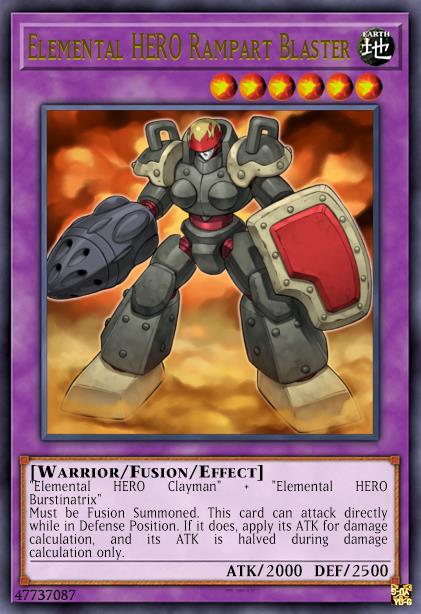 ELEMENTAL HERO RAMPART BLASTER
EARTH
地
[WARRIOR/FUSION/EFFECT]
"Elemental HERO Clayman" + "Elemental HERO
Burstinatrix"
Must be Fusion Summoned. This card can attack directly
while in Defense Position. If it does, apply its ATK for damage
calculation, and its ATK is halved during damage
calculation only.
ATK/2000 DEF/2500
47737087